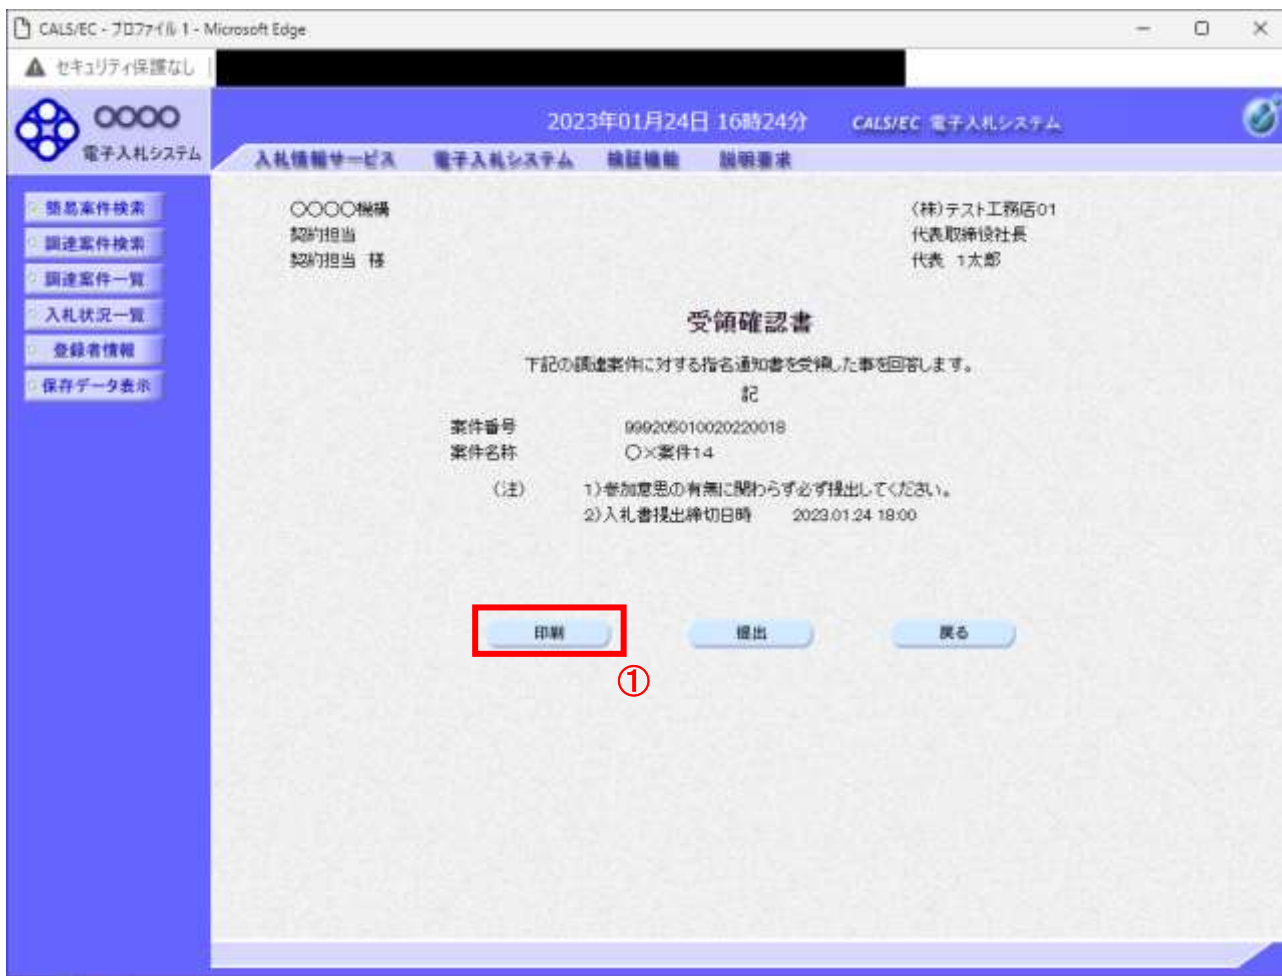 CALS/EC - プロファイル 1 - Microsoft Edge
セキュリティ保護なし
〇〇〇〇
電子入札システム
2023年01月24日 16時24分
CALS/EC 電子入札システム
入札情報サービス 電子入札システム 検証機能 説明要求
簡易案件検索
調達案件検索
調達案件一覧
入札状況一覧
登録者情報
保存データ表示
〇〇〇〇機構
契約担当
契約担当 様
(株)テスト工務店01
代表取締役社長
代表 1太郎
受領確認書
下記の調達案件に対する指名通知書を受領した事を回答します。
記
案件番号 999205010020220018
案件名称 〇×案件14
(注) 1)参加意思の有無に関わらず必ず提出してください。
2)入札書提出締切日時 2023.01.24 18:00
印刷 提出 戻る
①